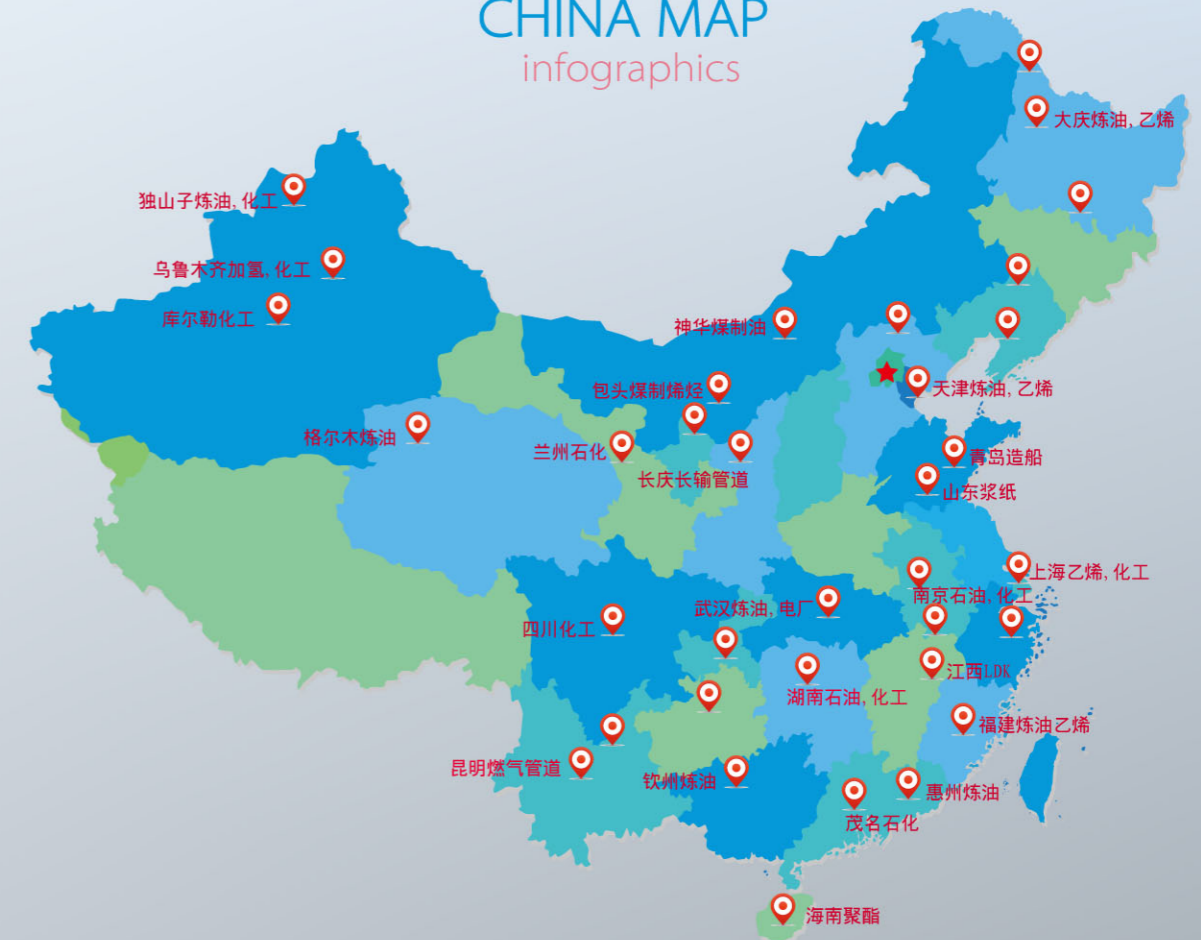 CHINA MAP
infographics
大庆炼油,乙烯
独山子炼油,化工
乌鲁木齐加氢,化工
库尔勒化工
神华煤制油
包头煤制烯烃
天津炼油,乙烯
格尔木炼油
兰州石化
青岛造船
长庆长输管道
山东浆纸
上海乙烯,化工
南京石油,化工
武汉炼油,电厂
四川化工
江西LDK
湖南石油,化工
福建炼油乙烯
昆明燃气管道
钦州炼油
惠州炼油
茂名石化
海南聚酯